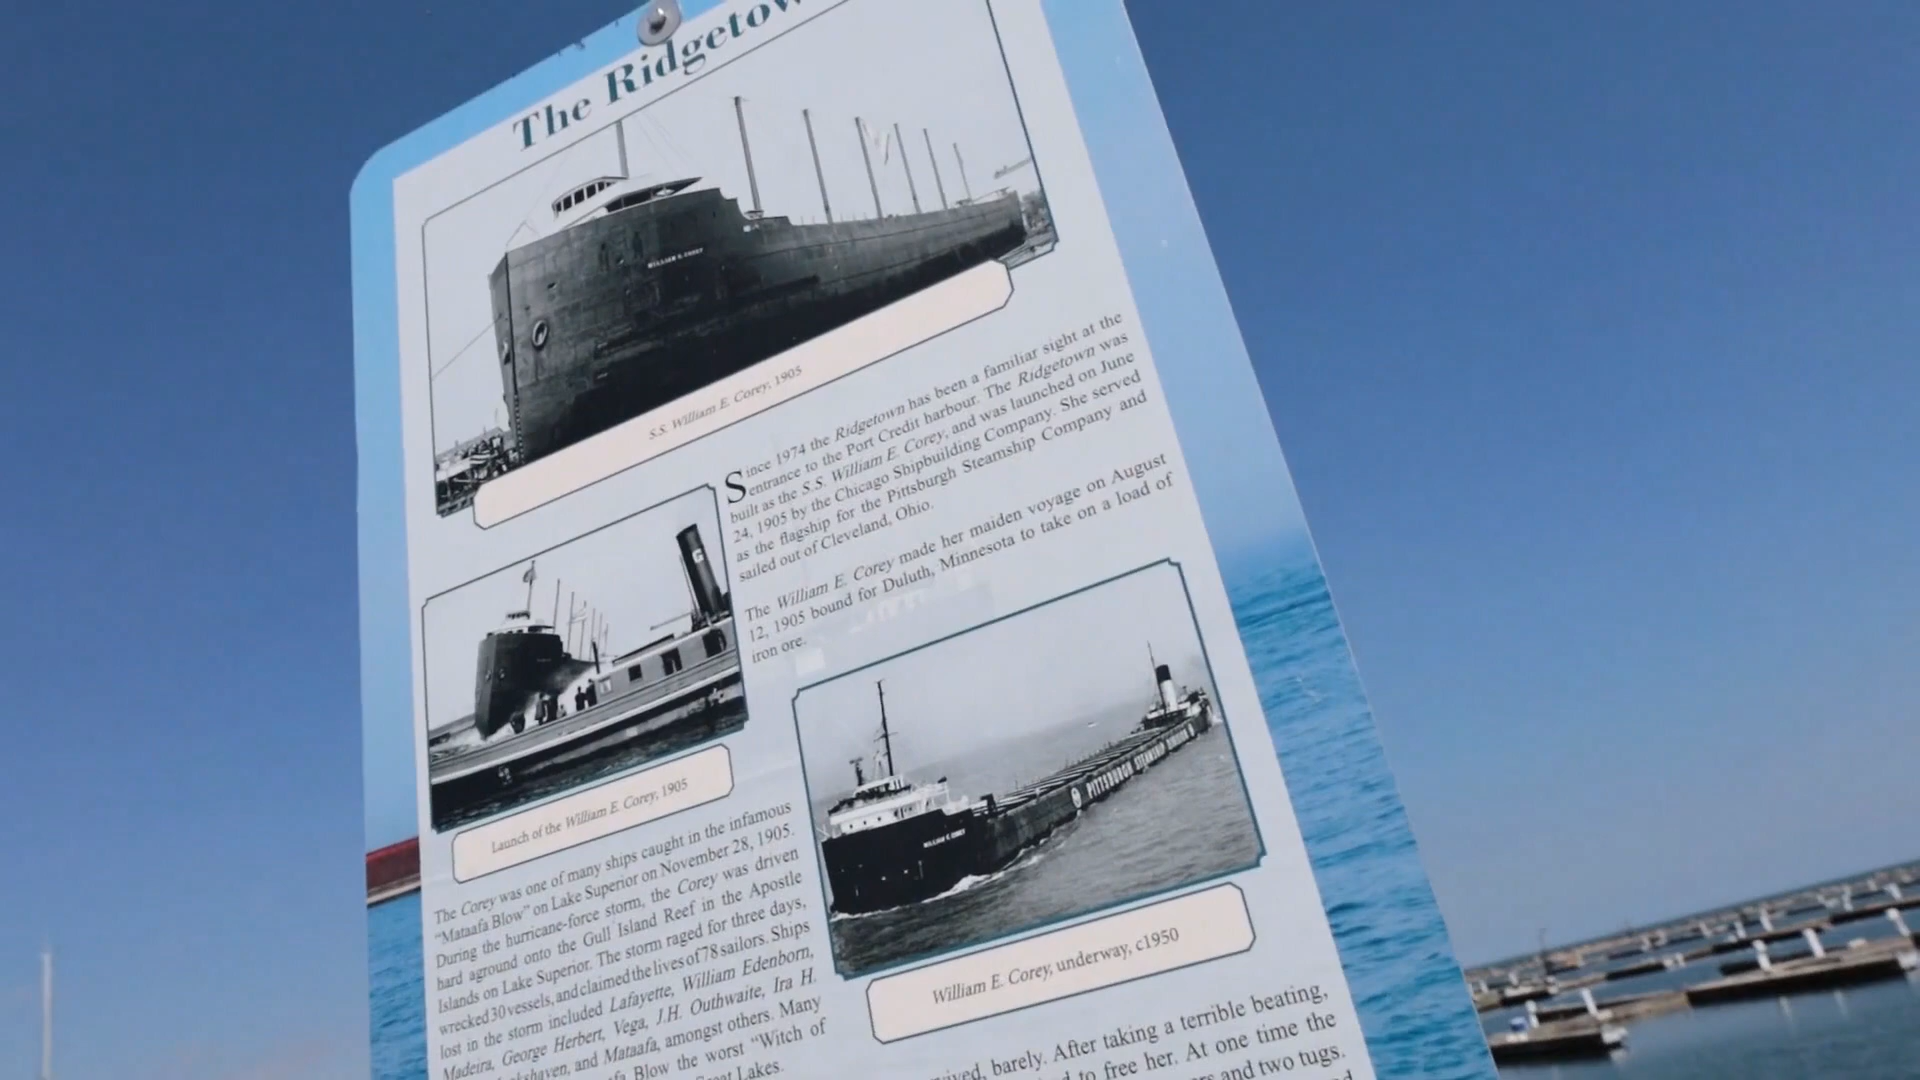 The Ridgetow
WILLIAM E. COREY
S.S. William E. Corey, 1905
Since 1974 the Ridgetown has been a familiar sight at the
entrance to the Port Credit harbour. The Ridgetown was
built as the S.S. William E. Corey, and was launched on June
24, 1905 by the Chicago Shipbuilding Company. She served
as the flagship for the Pittsburgh Steamship Company and
sailed out of Cleveland, Ohio.
The William E. Corey made her maiden voyage on August
12, 1905 bound for Duluth, Minnesota to take on a load of
iron ore.
G
Launch of the William E. Corey, 1905
PITTSBURGH STEAMSHIP
WILLIAM E. COREY
William E. Corey, underway, c1950
The Corey was one of many ships caught in the infamous
"Mataafa Blow" on Lake Superior on November 28, 1905.
During the hurricane-force storm, the Corey was driven
hard aground onto the Gull Island Reef in the Apostle
Islands on Lake Superior. The storm raged for three days,
wrecked 30 vessels, and claimed the lives of 78 sailors. Ships
lost in the storm included Lafayette, William Edenborn,
Madeira, George Herbert, Vega, J.H. Outhwaite, Ira H.
and Mataafa, amongst others. Many
Blow the worst "Witch of
Lakes.
barely. After taking a terrible beating,
to free her. At one time the
and two tugs.